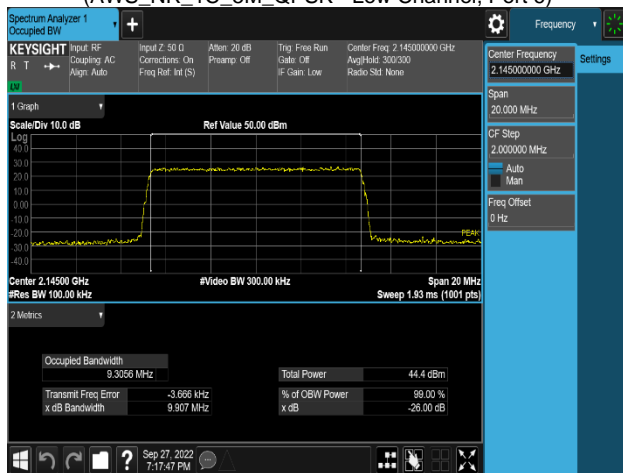 Spectrum Analyzer 1
Occupied BW
Frequency
KEYSIGHT
R T
Input: RF
Coupling: AC
Align: Auto
Input Z: 50 Ω
Corrections: On
Freq Ref: Int (S)
Atten: 20 dB
Preamp: Off
Trig: Free Run
Gate: Off
IF Gain: Low
Center Freq: 2.145000000 GHz
Avg|Hold: 300/300
Radio Std: None
Center Frequency
2.145000000 GHz
Settings
Span
20.000 MHz
CF Step
2.000000 MHz
Auto
Man
Freq Offset
0 Hz
1 Graph
Scale/Div 10.0 dB
Ref Value 50.00 dBm
Log
40.0
30.0
20.0
10.0
0.00
-10.0
-20.0
-30.0
-40.0
PEAK
Center 2.14500 GHz
#Video BW 300.00 kHz
Span 20 MHz
#Res BW 100.00 kHz
Sweep 1.93 ms (1001 pts)
2 Metrics
Occupied Bandwidth
9.3056 MHz
Total Power
44.4 dBm
Transmit Freq Error
-3.666 kHz
% of OBW Power
99.00 %
x dB Bandwidth
9.907 MHz
x dB
-26.00 dB
Sep 27, 2022
7:17:47 PM